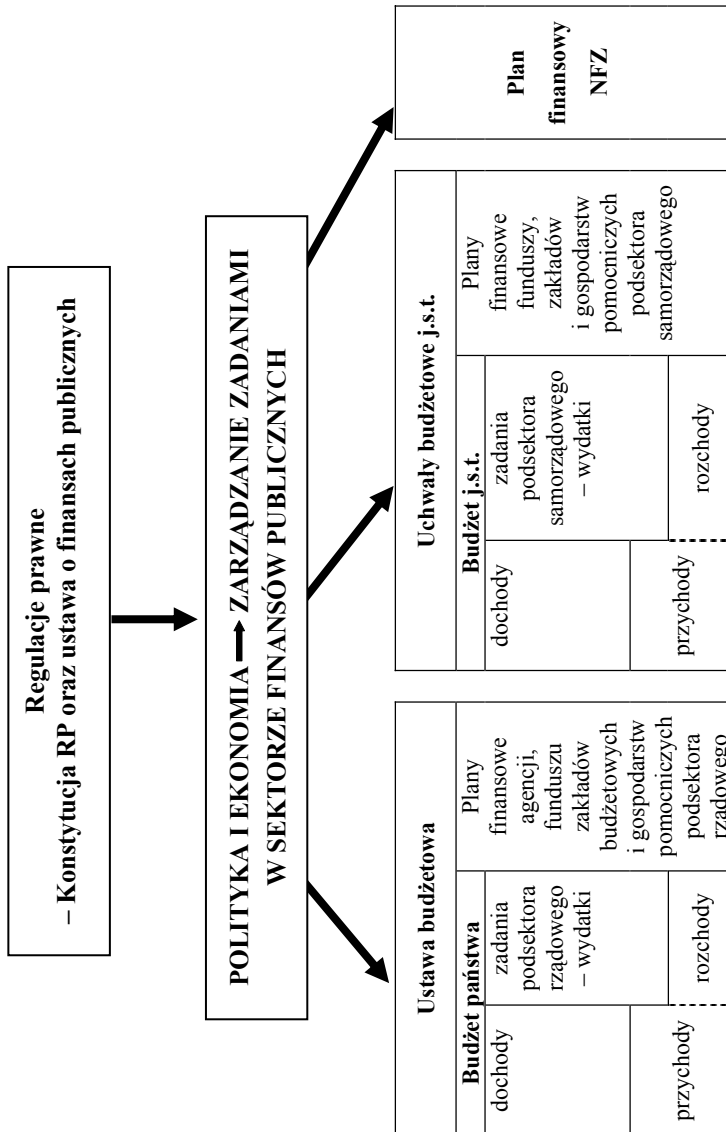 Regulacje prawne
– Konstytucja RP oraz ustawa o finansach publicznych
POLITYKA I EKONOMIA ZARZĄDZANIE ZADANIAMI
W SEKTORZE FINANSÓW PUBLICZNYCH
Ustawa budżetowa
Budżet państwa
dochody
przychody
zadania
podsektora
rządowego
– wydatki
rozchody
Plany
finansowe
agencji,
funduszu
zakładów
budżetowych
i gospodarstw
pomocniczych
podsektora
rządowego
Uchwały budżetowe j.s.t.
Budżet j.s.t.
dochody
przychody
zadania
podsektora
samorządowego
– wydatki
rozchody
Plany
finansowe
funduszy,
zakładów
i gospodarstw
pomocniczych
podsektora
samorządowego
Plan
finansowy
NFZ